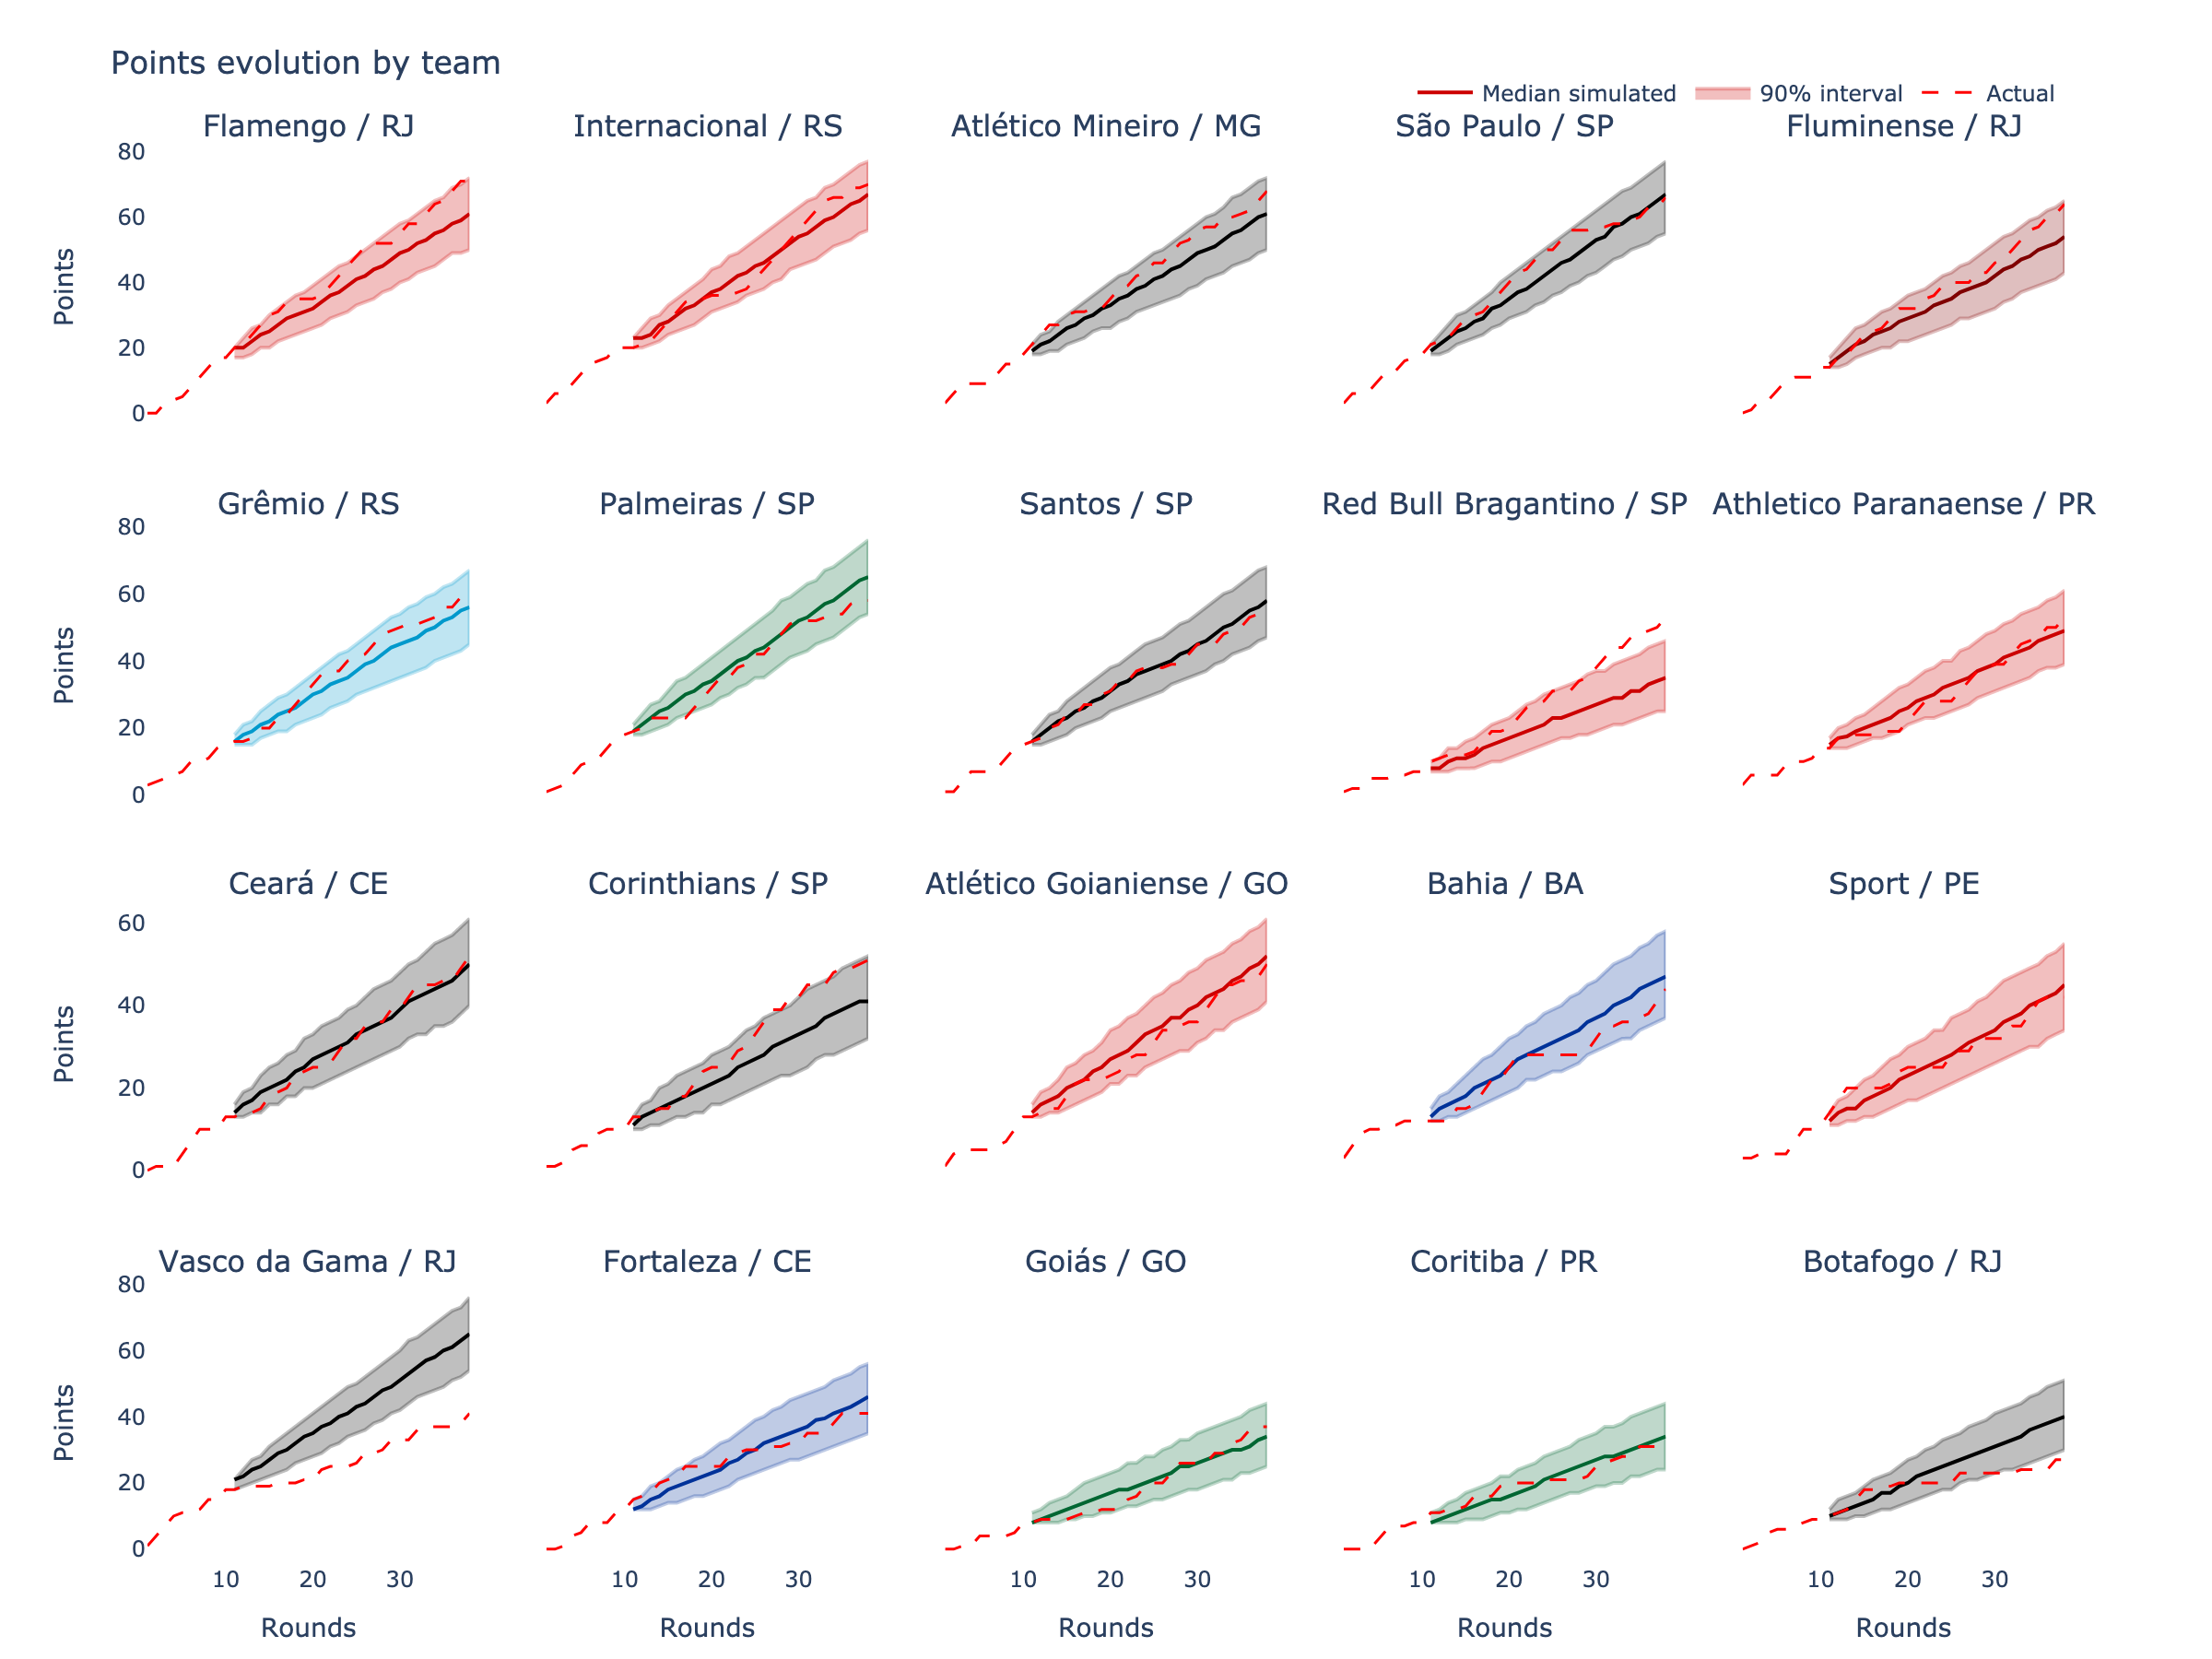 Points evolution by team
Median simulated 90% interval Actual
Flamengo / RJ Internacional / RS Atlético Mineiro / MG São Paulo / SP Fluminense / RJ
80
60
40
20
0
Points
Grêmio / RS Palmeiras / SP Santos / SP Red Bull Bragantino / SP Athletico Paranaense / PR
80
60
40
20
0
Points
Ceará / CE Corinthians / SP Atlético Goianiense / GO Bahia / BA Sport / PE
60
40
20
0
Points
Vasco da Gama / RJ Fortaleza / CE Goiás / GO Coritiba / PR Botafogo / RJ
80
60
40
20
0
Points
10 20 30 10 20 30 10 20 30 10 20 30 10 20 30
Rounds Rounds Rounds Rounds Rounds